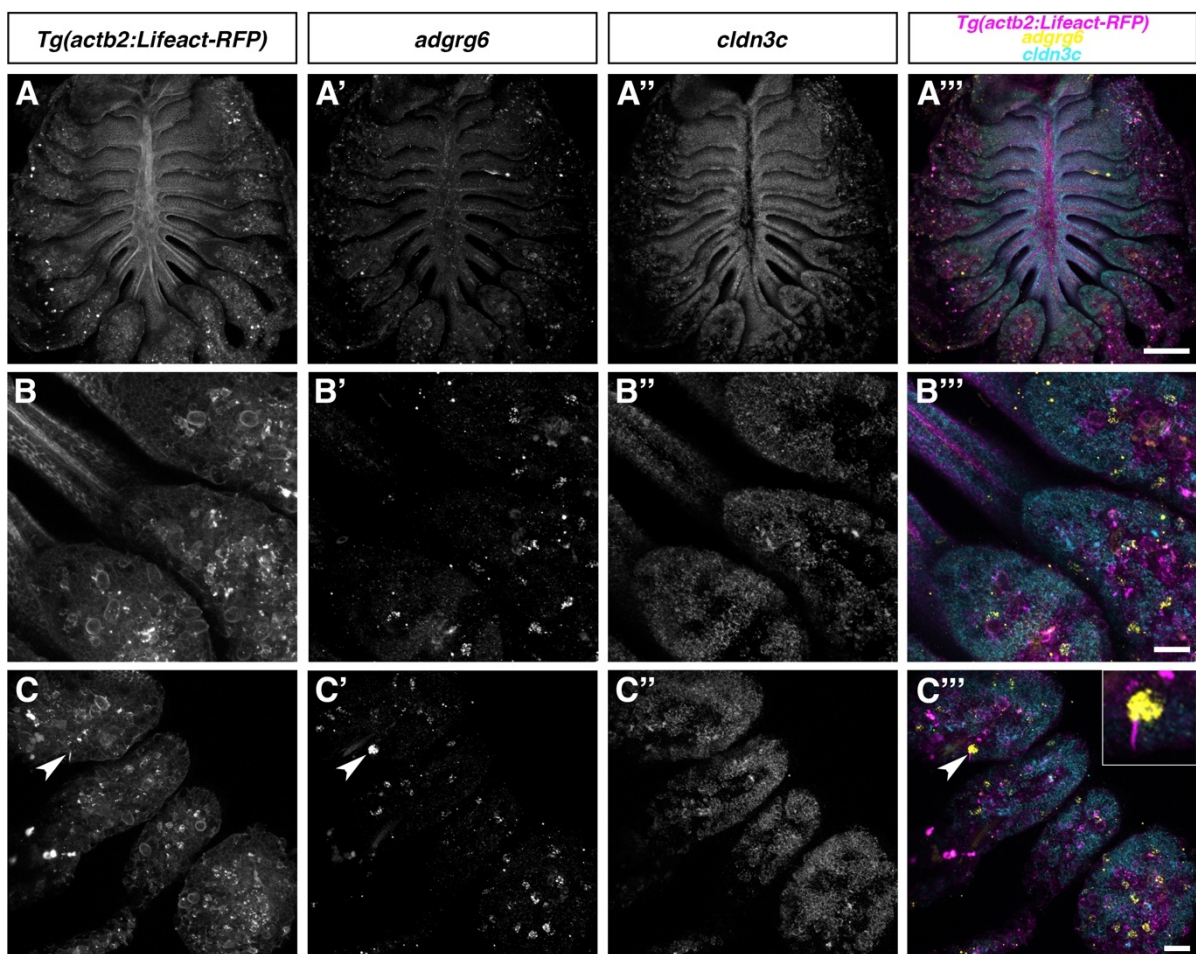 Tg(actb2:Lifeact-RFP)
adgrg6
cldn3c
Tg(actb2:Lifeact-RFP)
adgrg6
cldn3c
A
A'
A''
A'''
B
B'
B''
B'''
C
C'
C''
C'''